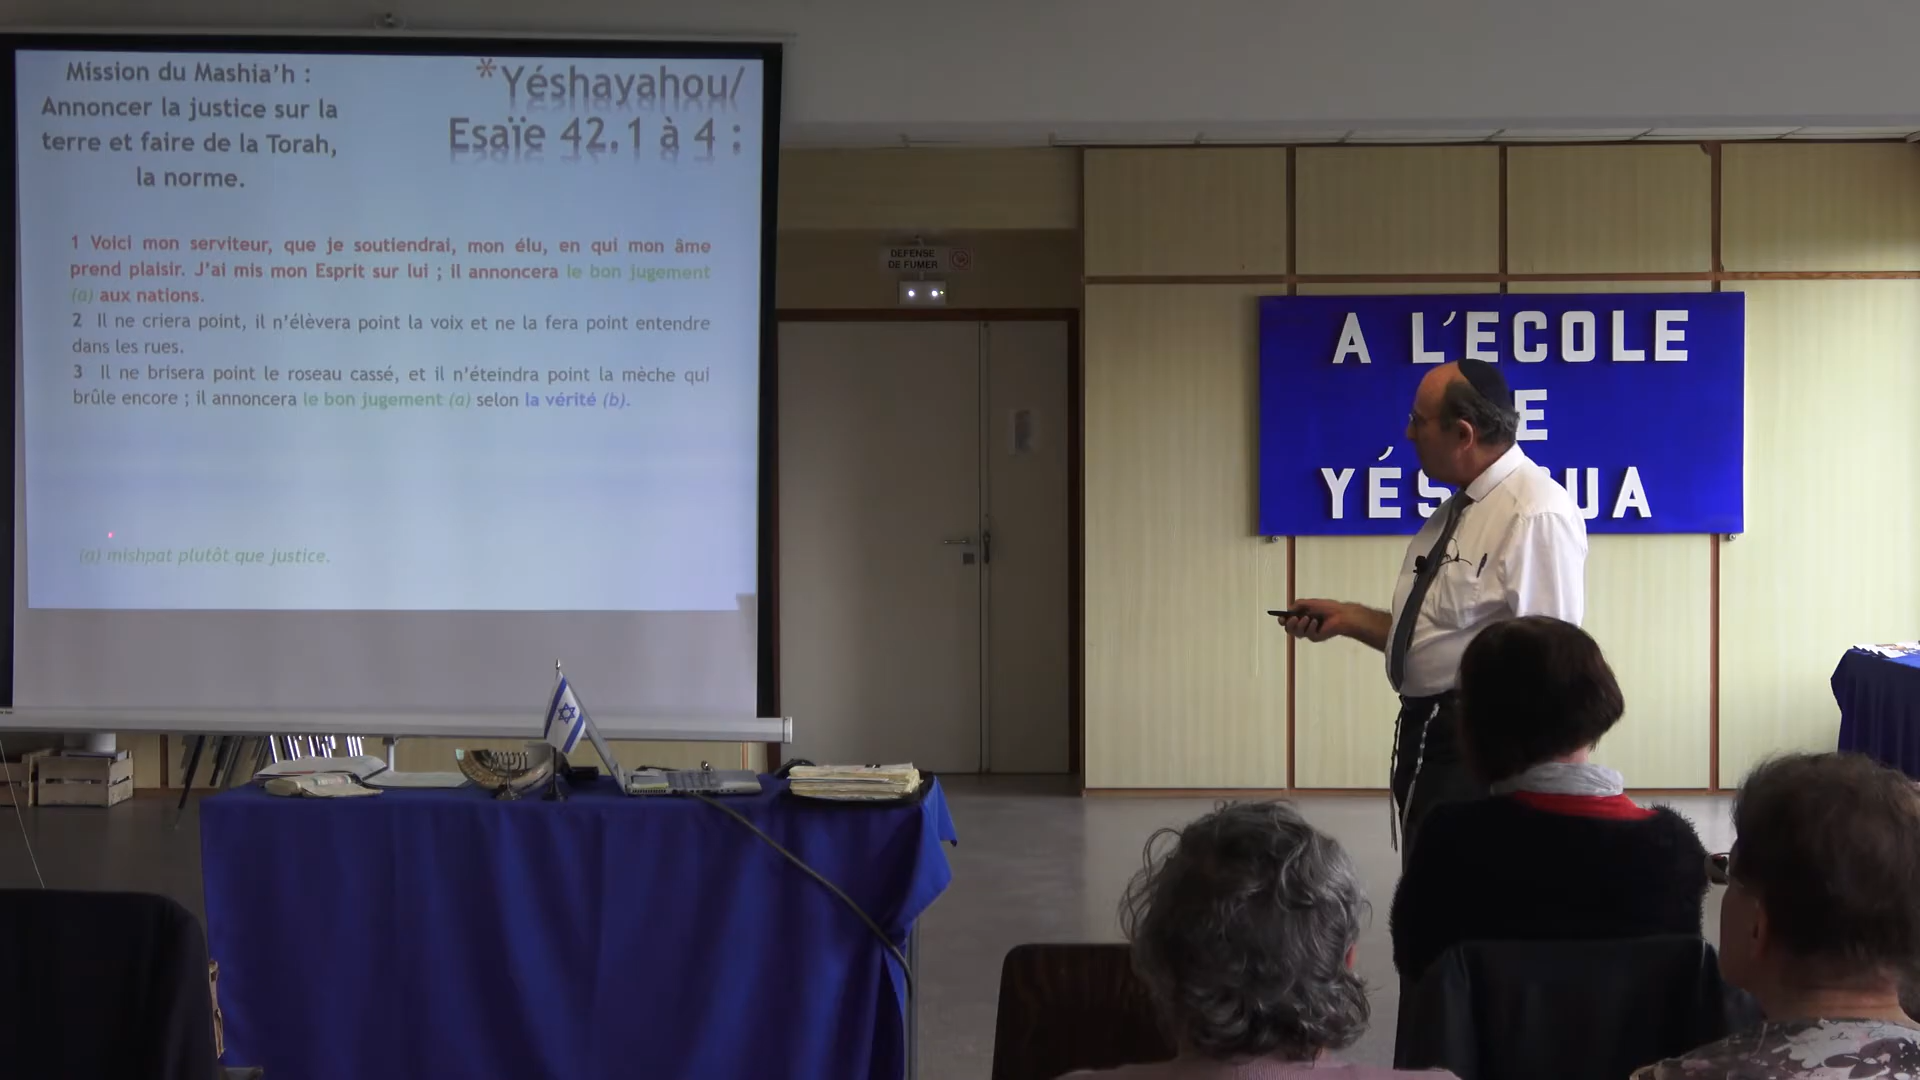 Mission du Mashia'h :
Annoncer la justice sur la
terre et faire de la Torah,
la norme.
*Yéshayahou/
Esaïe 42.1 à 4 :
1 Voici mon serviteur, que je soutiendrai, mon élu, en qui mon âme
prend plaisir. J'ai mis mon Esprit sur lui ; il annoncera le bon jugement
(a) aux nations.
2 Il ne criera point, il n'élèvera point la voix et ne la fera point entendre
dans les rues.
3 Il ne brisera point le roseau cassé, et il n'éteindra point la mèche qui
brûle encore ; il annoncera le bon jugement (a) selon la vérité (b).
(a) mishpat plutôt que justice.
DEFENSE
DE FUMER
A L'ECOLE
E
YÉS UA